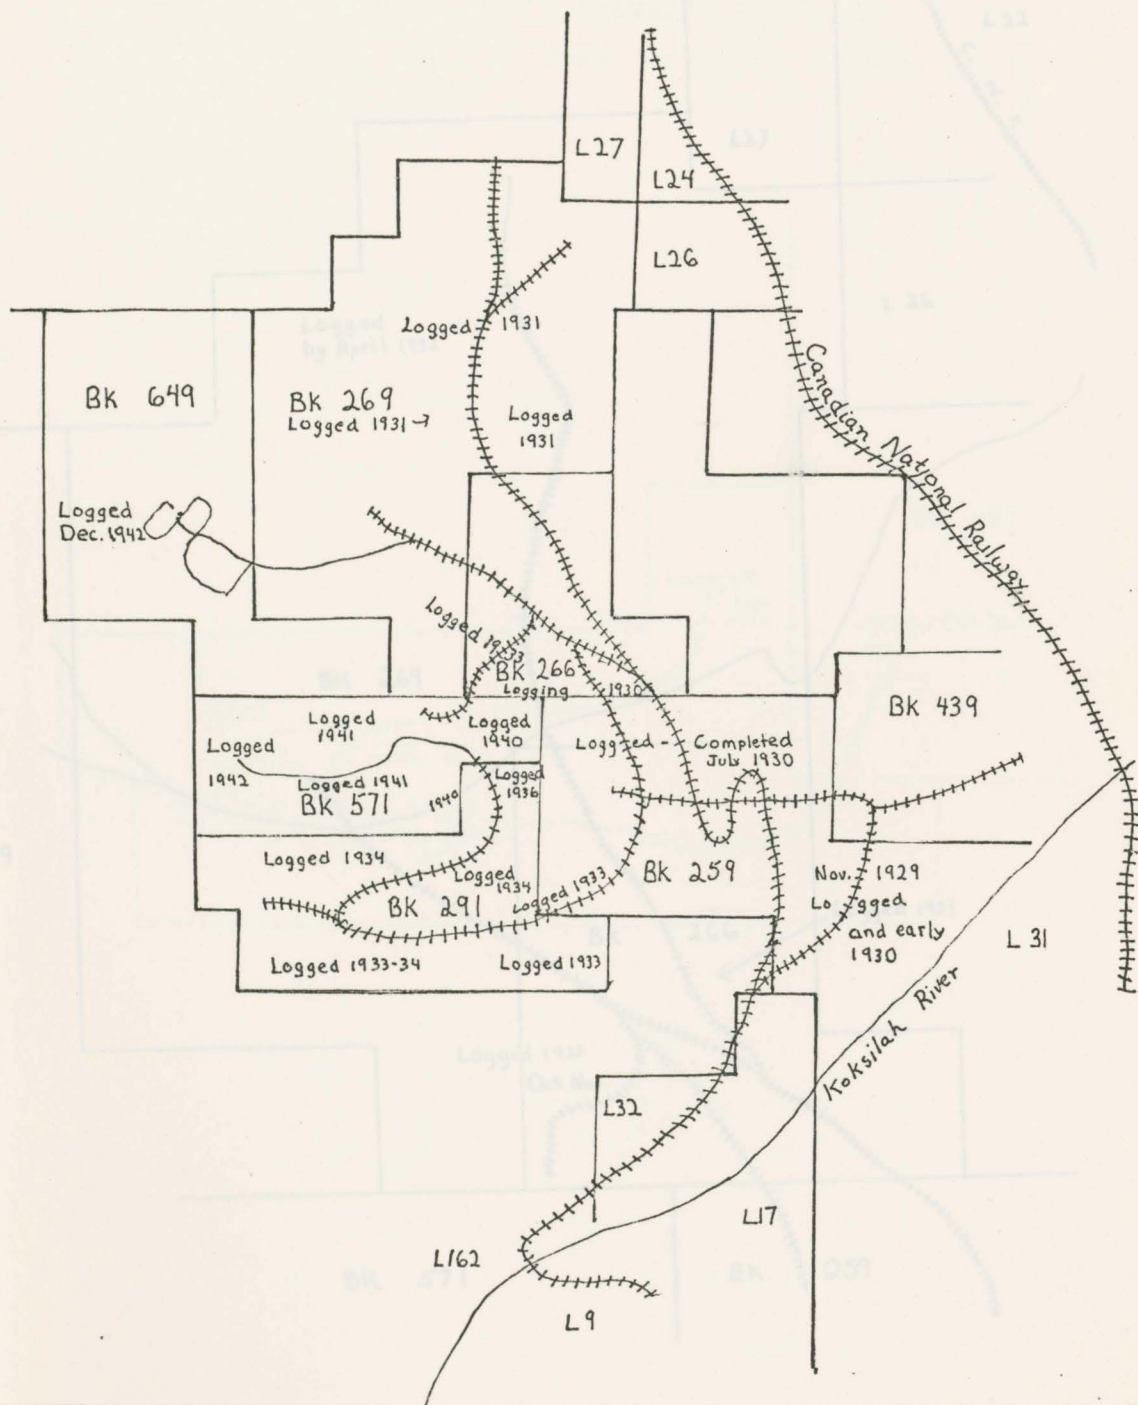 L27
L24
L26
Logged 1931
Canadian National Railway
Bk 649
Bk 269
Logged 1931 →
Logged
1931
Logged
Dec. 1942
Logged 1933
Bk 266
Logging 1930
Bk 439
Logged
1941
Logged
1940
Logged - Completed
July 1930
Logged
1942
Logged 1941
Bk 571
1940
Logged
1936
Logged 1934
Logged
1934
Logged 1933
Bk 259
Nov. 1929
Logged
and early
1930
Bk 291
L31
Logged 1933-34
Logged 1933
Koksilah River
L32
L17
L162
L9